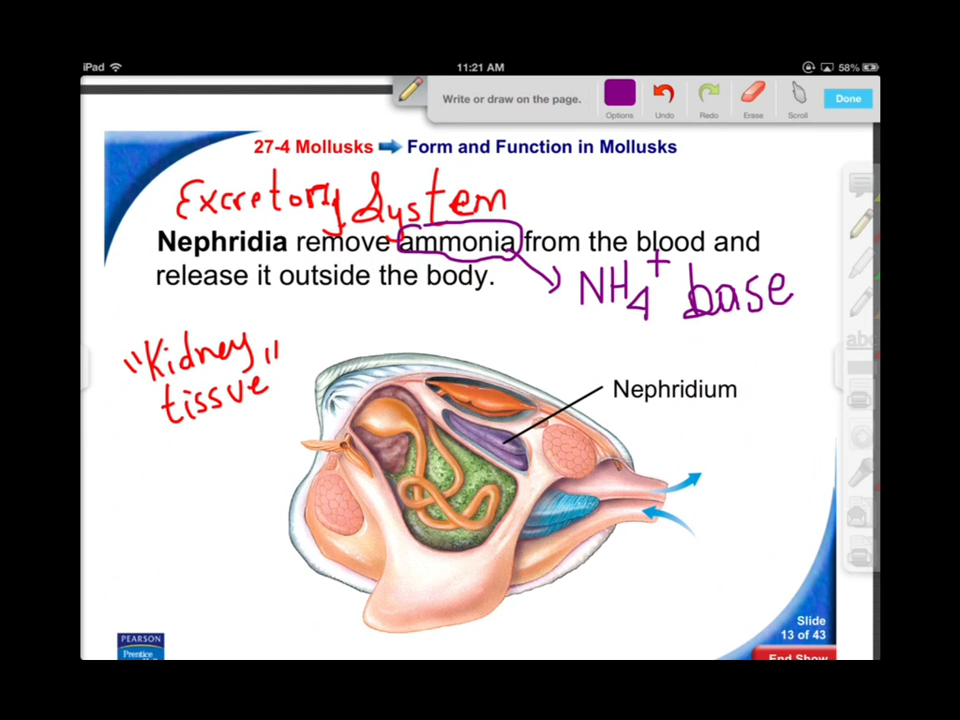 iPad
11:21 AM
58%
Write or draw on the page.
Options
Undo
Redo
Erase
Scroll
Done
27-4 Mollusks
Form and Function in Mollusks
Excretory System
Nephridia remove ammonia from the blood and
release it outside the body.
NH4+ base
"Kidney"
tissue
Nephridium
abc
Slide
13 of 43
PEARSON
Prentice
End Show